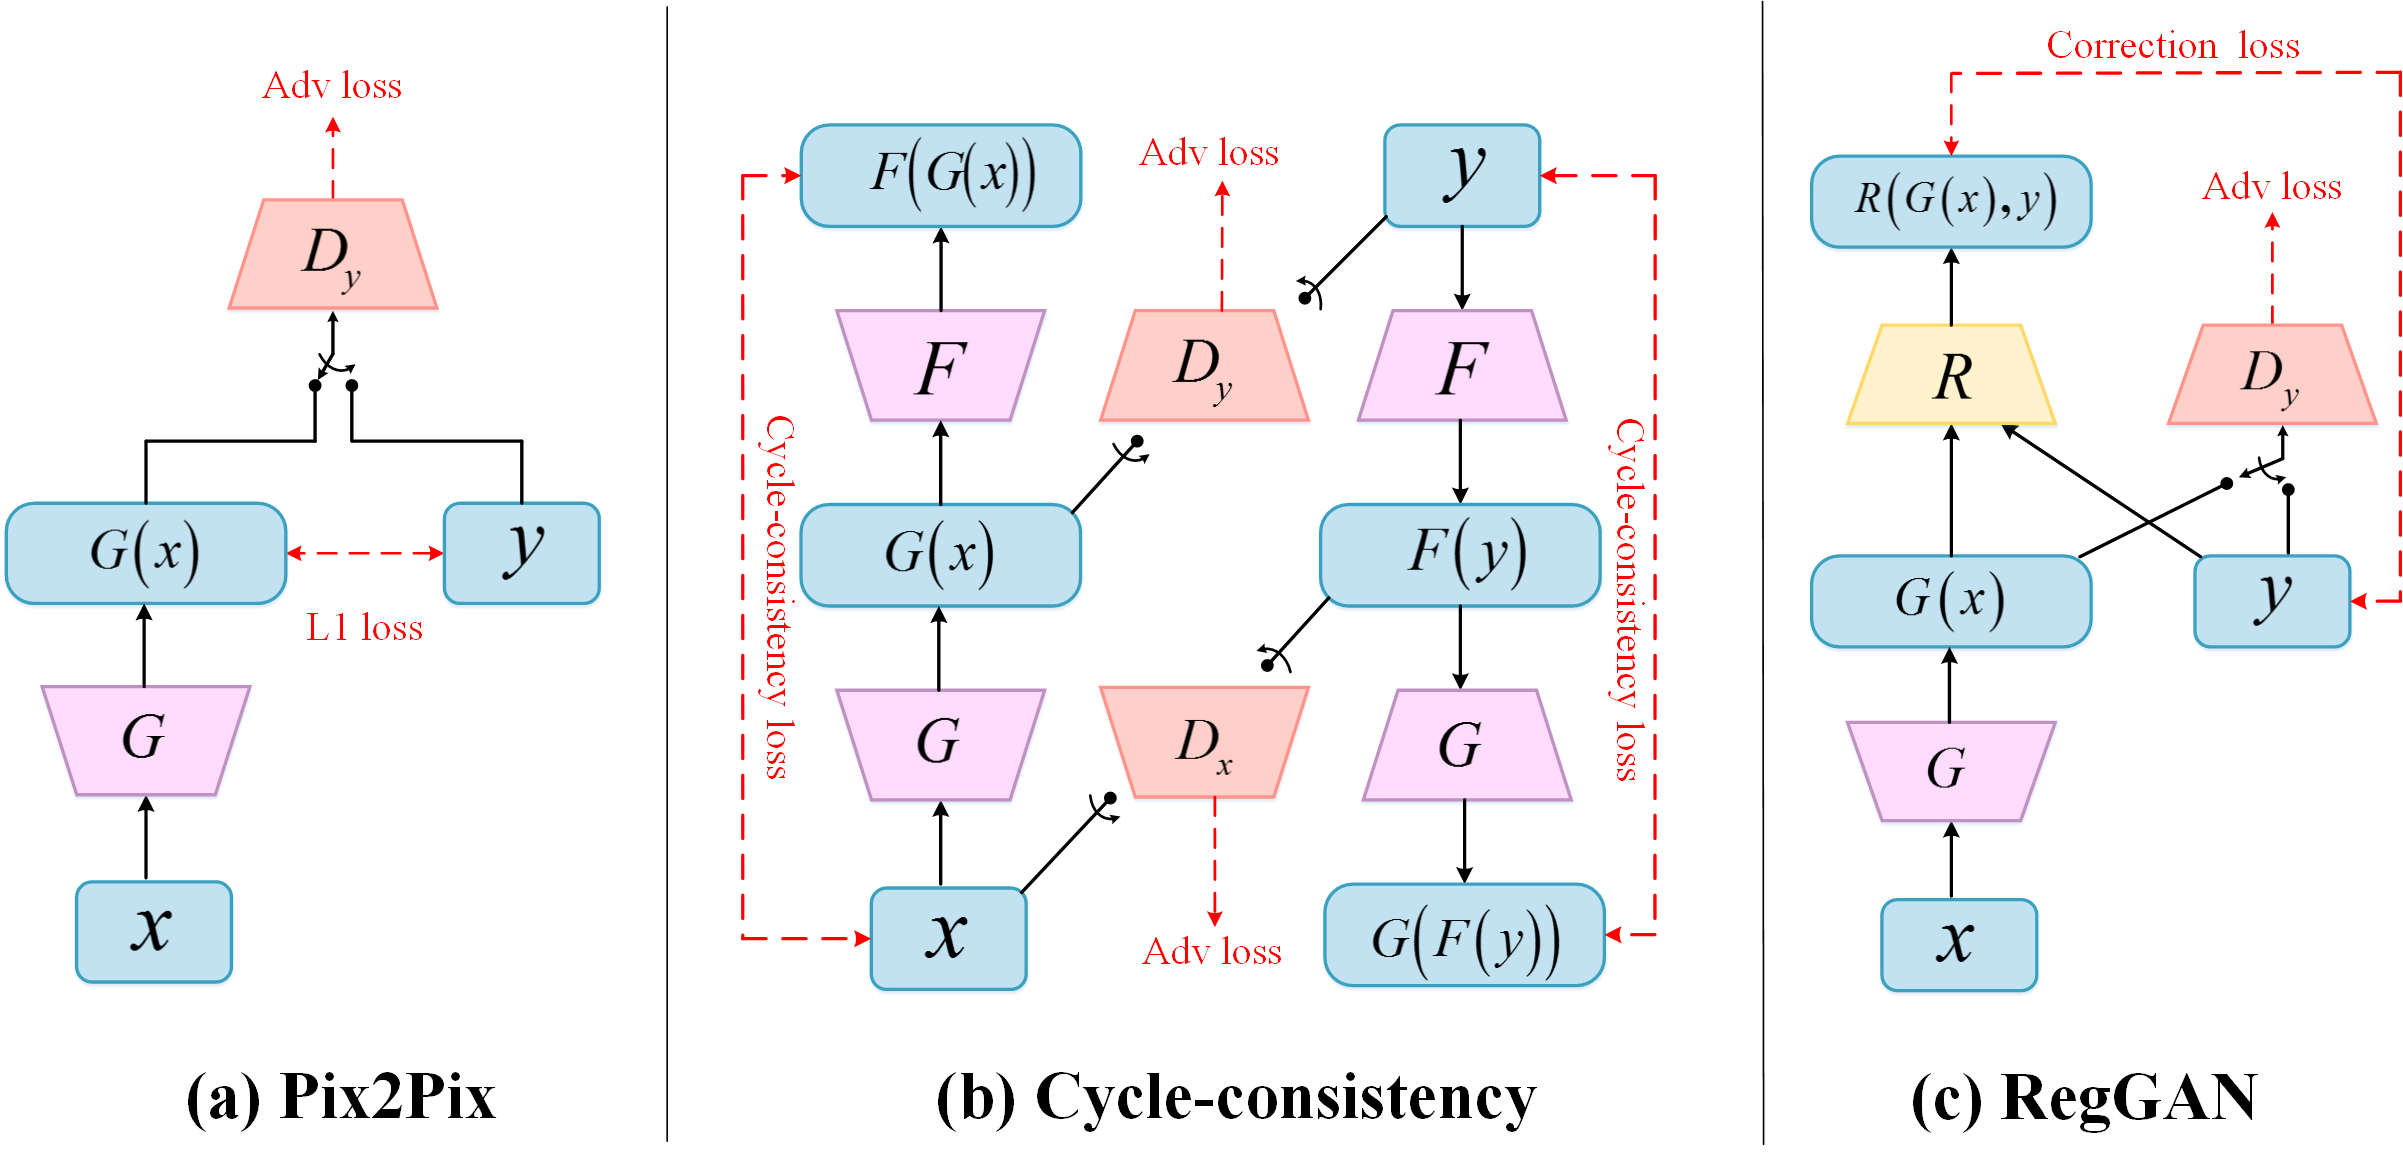 Adv loss
D_y
G(x)
y
L1 loss
G
x
(a) Pix2Pix
F(G(x))
Adv loss
y
F
D_y
F
Cycle-consistency loss
Cycle-consistency loss
G(x)
F(y)
G
D_x
G
x
Adv loss
G(F(y))
(b) Cycle-consistency
Correction loss
R(G(x),y)
Adv loss
R
D_y
G(x)
y
G
x
(c) RegGAN